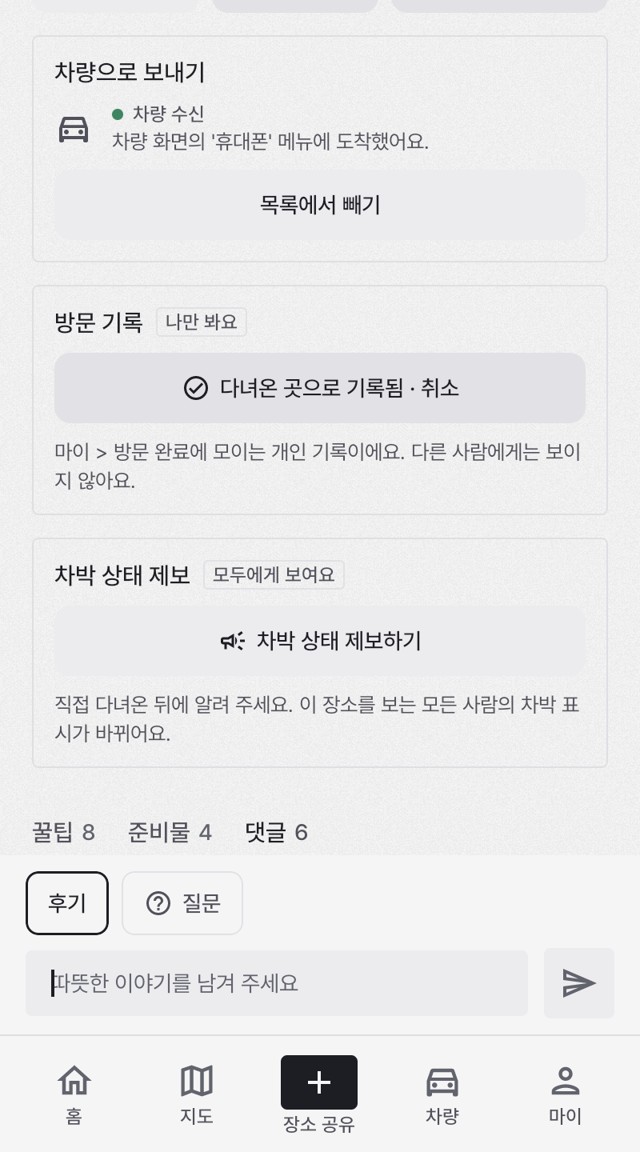 차량으로 보내기
차량 수신
차량 화면의 '휴대폰' 메뉴에 도착했어요.
목록에서 빼기
방문 기록 나만 봐요
다녀온 곳으로 기록됨 · 취소
마이 > 방문 완료에 모이는 개인 기록이에요. 다른 사람에게는 보이
지 않아요.
차박 상태 제보 모두에게 보여요
차박 상태 제보하기
직접 다녀온 뒤에 알려 주세요. 이 장소를 보는 모든 사람의 차박 표
시가 바뀌어요.
꿀팁 8 준비물 4 댓글 6
후기 질문
따뜻한 이야기를 남겨 주세요
홈 지도 장소 공유 차량 마이